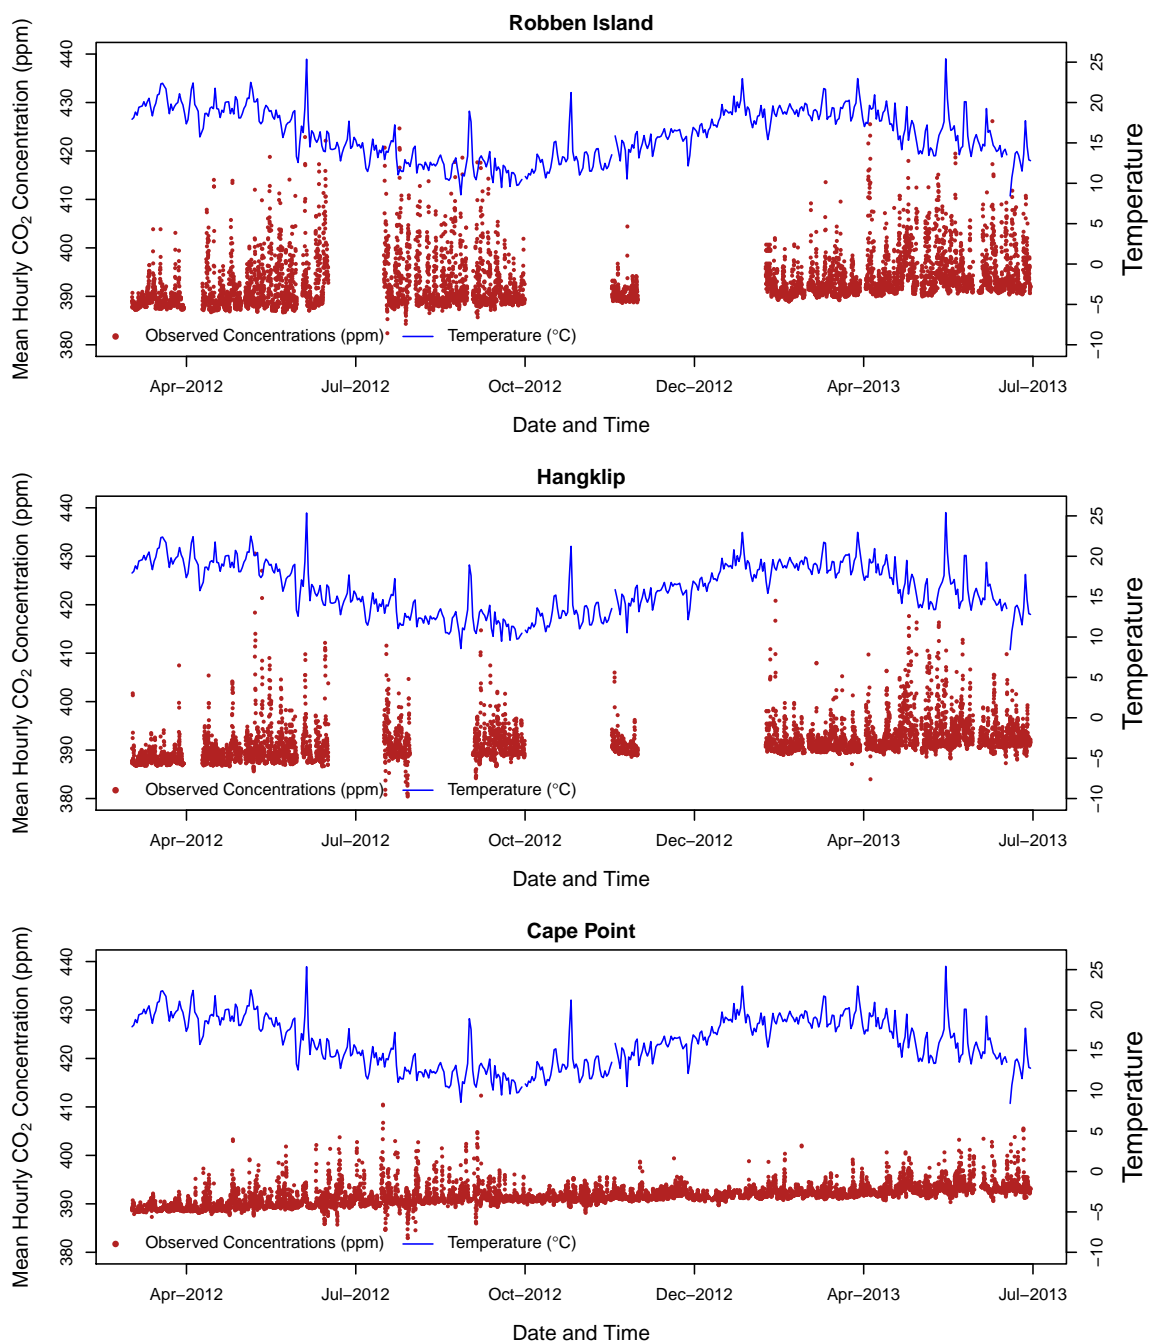 Robben Island
Mean Hourly CO₂ Concentration (ppm)
440
430
420
410
400
390
380
25
20
15
10
5
0
−5
−10
Temperature
Observed Concentrations (ppm) Temperature (°C)
Apr−2012 Jul−2012 Oct−2012 Dec−2012 Apr−2013 Jul−2013
Date and Time
Hangklip
Mean Hourly CO₂ Concentration (ppm)
440
430
420
410
400
390
380
25
20
15
10
5
0
−5
−10
Temperature
Observed Concentrations (ppm) Temperature (°C)
Apr−2012 Jul−2012 Oct−2012 Dec−2012 Apr−2013 Jul−2013
Date and Time
Cape Point
Mean Hourly CO₂ Concentration (ppm)
440
430
420
410
400
390
380
25
20
15
10
5
0
−5
−10
Temperature
Observed Concentrations (ppm) Temperature (°C)
Apr−2012 Jul−2012 Oct−2012 Dec−2012 Apr−2013 Jul−2013
Date and Time